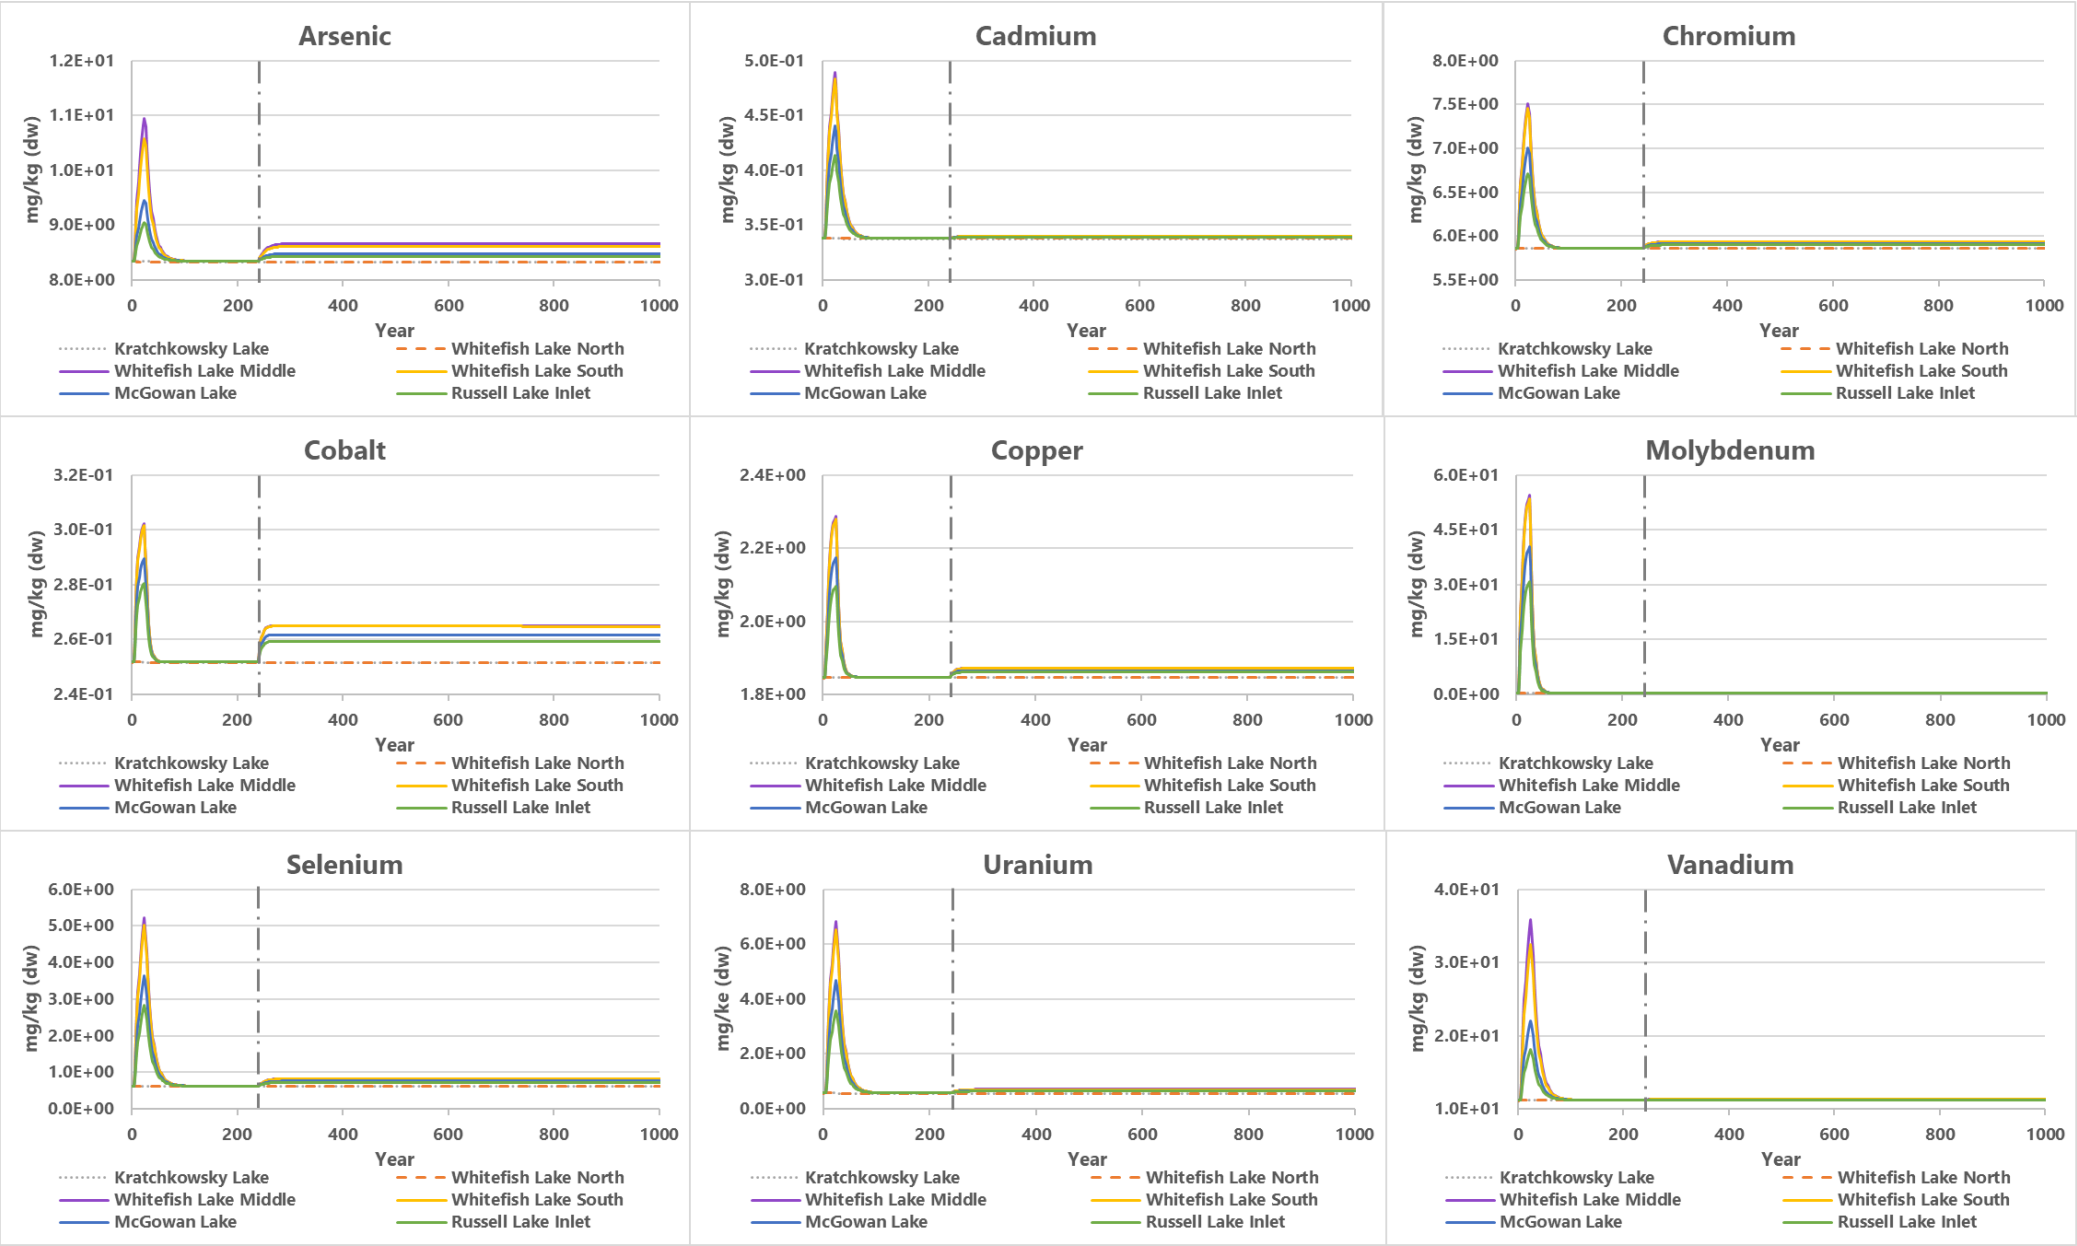 Arsenic
1.2E+01
1.1E+01
1.0E+01
9.0E+00
8.0E+00
mg/kg (dw)
0 200 400 600 800 1000
Year
Kratchkowsky Lake Whitefish Lake North
Whitefish Lake Middle Whitefish Lake South
McGowan Lake Russell Lake Inlet
Cadmium
5.0E-01
4.5E-01
4.0E-01
3.5E-01
3.0E-01
mg/kg (dw)
0 200 400 600 800 1000
Year
Kratchkowsky Lake Whitefish Lake North
Whitefish Lake Middle Whitefish Lake South
McGowan Lake Russell Lake Inlet
Chromium
8.0E+00
7.5E+00
7.0E+00
6.5E+00
6.0E+00
5.5E+00
mg/kg (dw)
0 200 400 600 800 1000
Year
Kratchkowsky Lake Whitefish Lake North
Whitefish Lake Middle Whitefish Lake South
McGowan Lake Russell Lake Inlet
Cobalt
3.2E-01
3.0E-01
2.8E-01
2.6E-01
2.4E-01
mg/kg (dw)
0 200 400 600 800 1000
Year
Kratchkowsky Lake Whitefish Lake North
Whitefish Lake Middle Whitefish Lake South
McGowan Lake Russell Lake Inlet
Copper
2.4E+00
2.2E+00
2.0E+00
1.8E+00
mg/kg (dw)
0 200 400 600 800 1000
Year
Kratchkowsky Lake Whitefish Lake North
Whitefish Lake Middle Whitefish Lake South
McGowan Lake Russell Lake Inlet
Molybdenum
6.0E+01
4.5E+01
3.0E+01
1.5E+01
0.0E+00
mg/kg (dw)
0 200 400 600 800 1000
Year
Kratchkowsky Lake Whitefish Lake North
Whitefish Lake Middle Whitefish Lake South
McGowan Lake Russell Lake Inlet
Selenium
6.0E+00
5.0E+00
4.0E+00
3.0E+00
2.0E+00
1.0E+00
0.0E+00
mg/kg (dw)
0 200 400 600 800 1000
Year
Kratchkowsky Lake Whitefish Lake North
Whitefish Lake Middle Whitefish Lake South
McGowan Lake Russell Lake Inlet
Uranium
8.0E+00
6.0E+00
4.0E+00
2.0E+00
0.0E+00
mg/ke (dw)
0 200 400 600 800 1000
Year
Kratchkowsky Lake Whitefish Lake North
Whitefish Lake Middle Whitefish Lake South
McGowan Lake Russell Lake Inlet
Vanadium
4.0E+01
3.0E+01
2.0E+01
1.0E+01
mg/kg (dw)
0 200 400 600 800 1000
Year
Kratchkowsky Lake Whitefish Lake North
Whitefish Lake Middle Whitefish Lake South
McGowan Lake Russell Lake Inlet